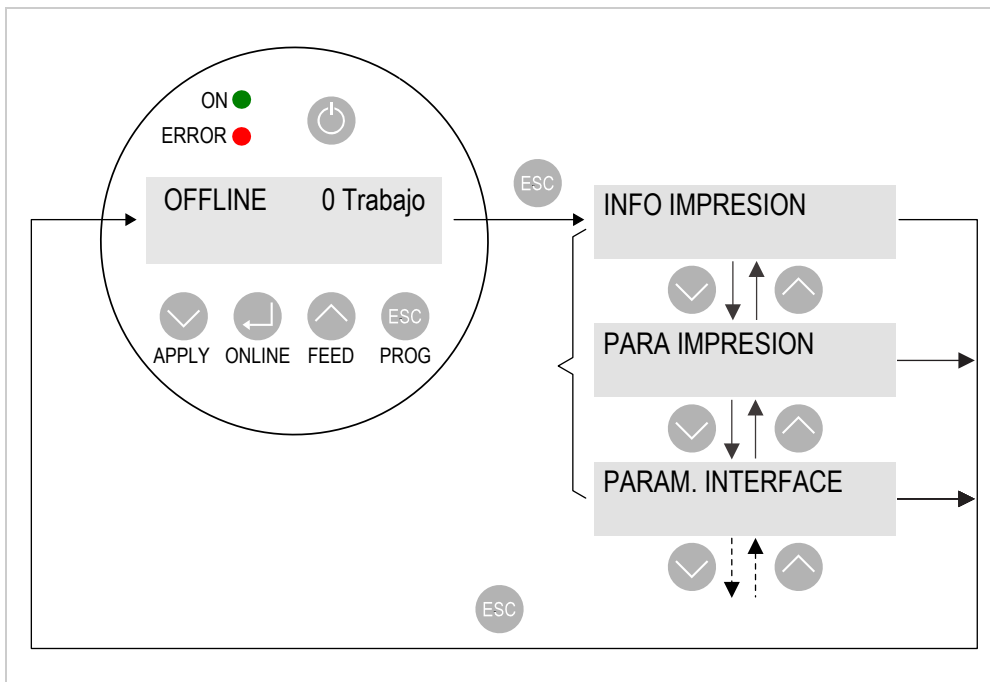 ON
ERROR
OFFLINE 0 Trabajo
APPLY ONLINE FEED ESC PROG
ESC
INFO IMPRESION
PARA IMPRESION
PARAM. INTERFACE
ESC